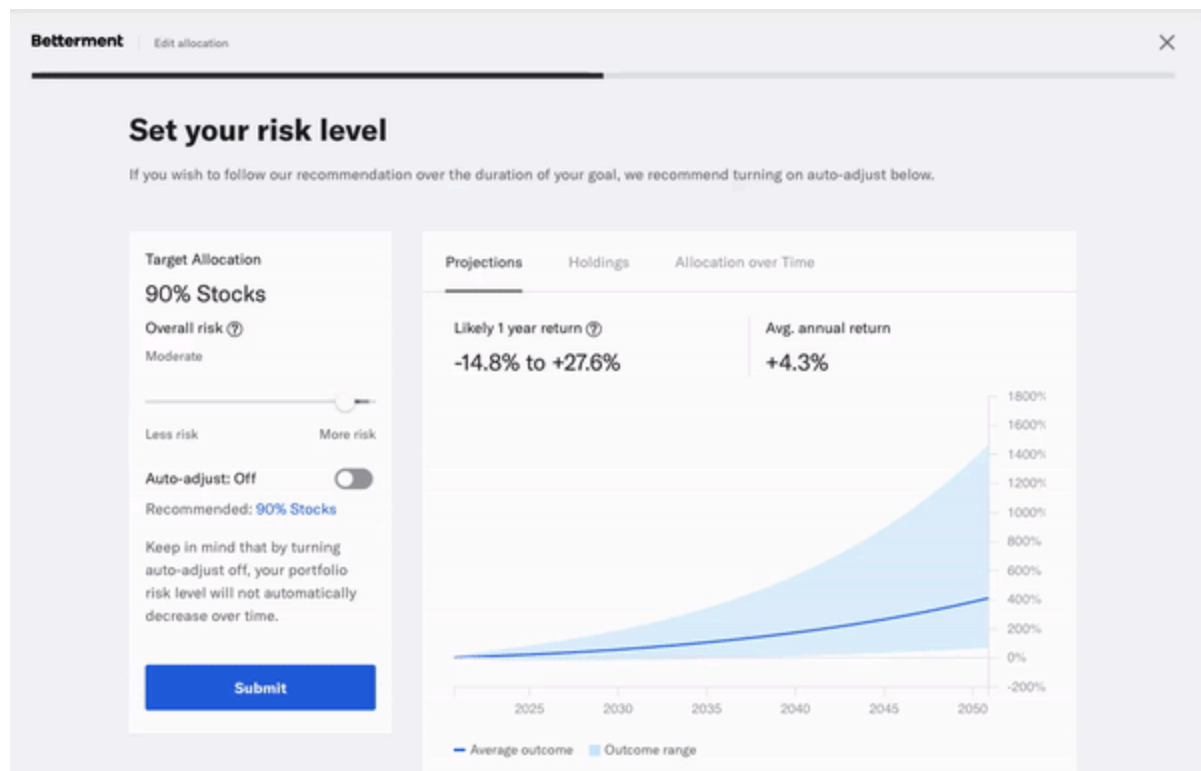 Betterment
Edit allocation
Set your risk level
If you wish to follow our recommendation over the duration of your goal, we recommend turning on auto-adjust below.
Target Allocation
90% Stocks
Overall risk ?
Moderate
Less risk More risk
Auto-adjust: Off
Recommended: 90% Stocks
Keep in mind that by turning
auto-adjust off, your portfolio
risk level will not automatically
decrease over time.
Submit
Projections Holdings Allocation over Time
Likely 1 year return ?
-14.8% to +27.6%
Avg. annual return
+4.3%
1800%
1600%
1400%
1200%
1000%
800%
600%
400%
200%
0%
-200%
2025 2030 2035 2040 2045 2050
Average outcome Outcome range